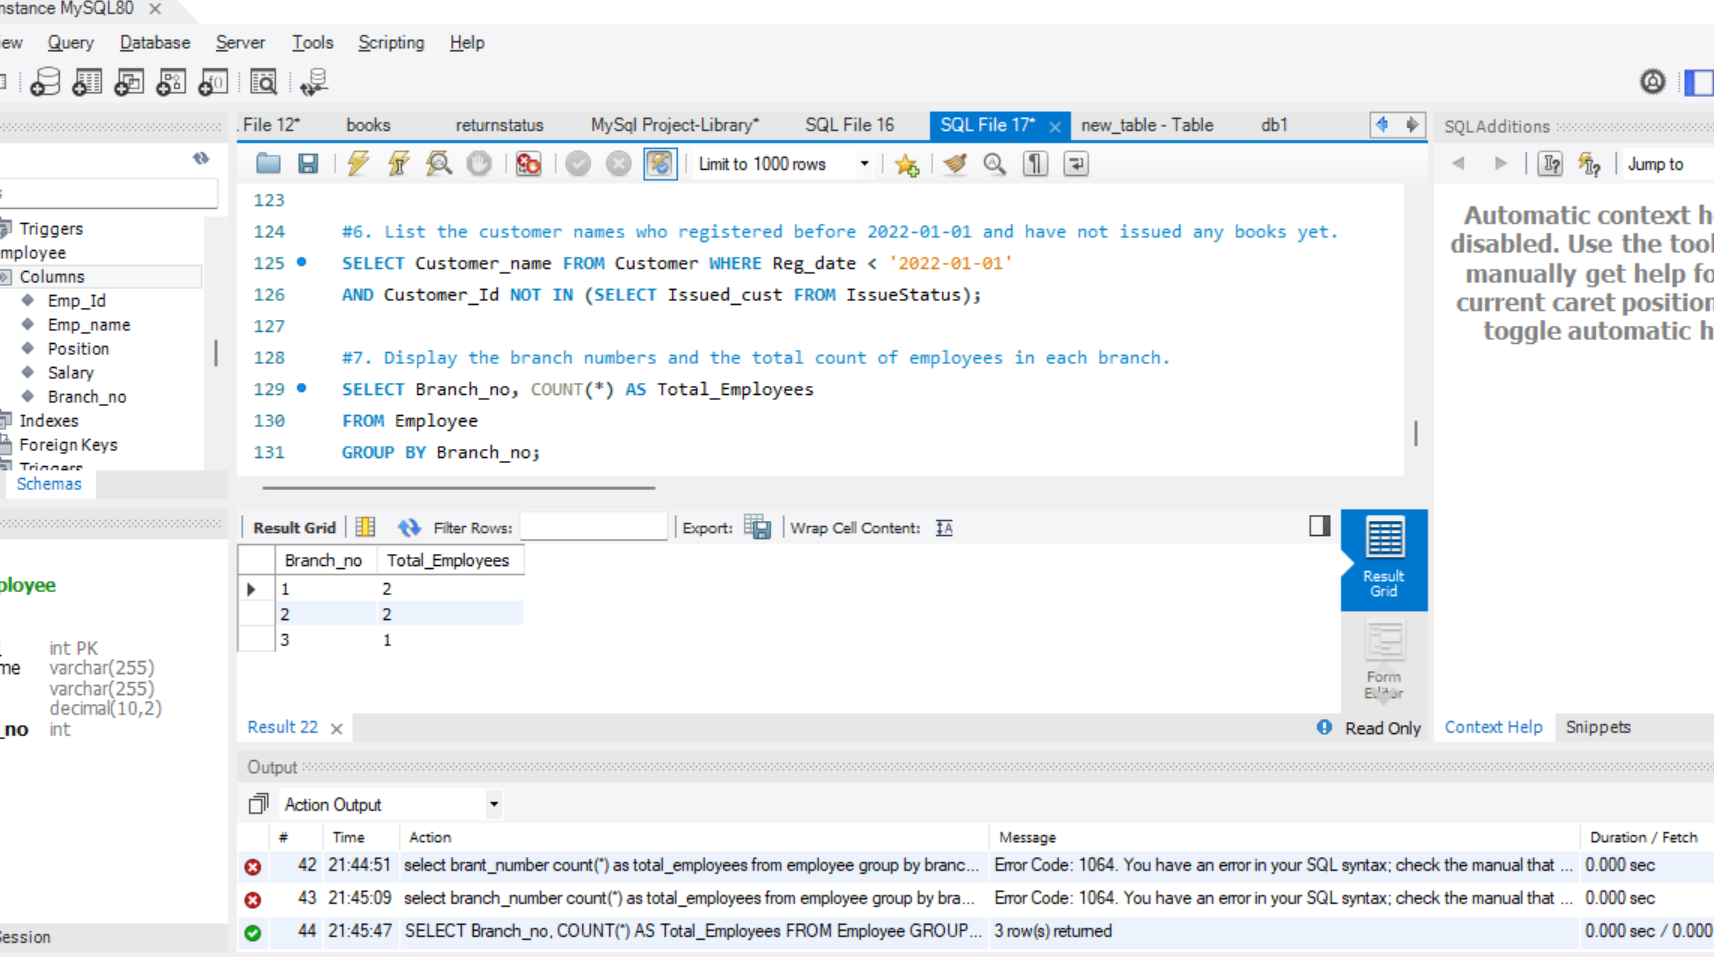 nstance MySQL80
iew Query Database Server Tools Scripting Help
File 12* books returnstatus MySql Project-Library* SQL File 16 SQL File 17* new_table - Table db1
SQLAdditions
Limit to 1000 rows
Jump to
Triggers
mployee
Columns
Emp_Id
Emp_name
Position
Salary
Branch_no
Indexes
Foreign Keys
Triggers
Schemas
123
124 #6. List the customer names who registered before 2022-01-01 and have not issued any books yet.
125 SELECT Customer_name FROM Customer WHERE Reg_date < '2022-01-01'
126 AND Customer_Id NOT IN (SELECT Issued_cust FROM IssueStatus);
127
128 #7. Display the branch numbers and the total count of employees in each branch.
129 SELECT Branch_no, COUNT(*) AS Total_Employees
130 FROM Employee
131 GROUP BY Branch_no;
Automatic context h
disabled. Use the tool
manually get help fo
current caret position
toggle automatic h
Result Grid Filter Rows: Export: Wrap Cell Content:
Branch_no Total_Employees
1 2
2 2
3 1
Result
Grid
Form
Editor
ployee
int PK
me varchar(255)
varchar(255)
decimal(10,2)
_no int
Result 22
Read Only
Context Help Snippets
Output
Action Output
# Time Action Message Duration / Fetch
42 21:44:51 select brant_number count(*) as total_employees from employee group by branc... Error Code: 1064. You have an error in your SQL syntax; check the manual that ... 0.000 sec
43 21:45:09 select branch_number count(*) as total_employees from employee group by bra... Error Code: 1064. You have an error in your SQL syntax; check the manual that ... 0.000 sec
44 21:45:47 SELECT Branch_no, COUNT(*) AS Total_Employees FROM Employee GROUP... 3 row(s) returned 0.000 sec / 0.000
Session